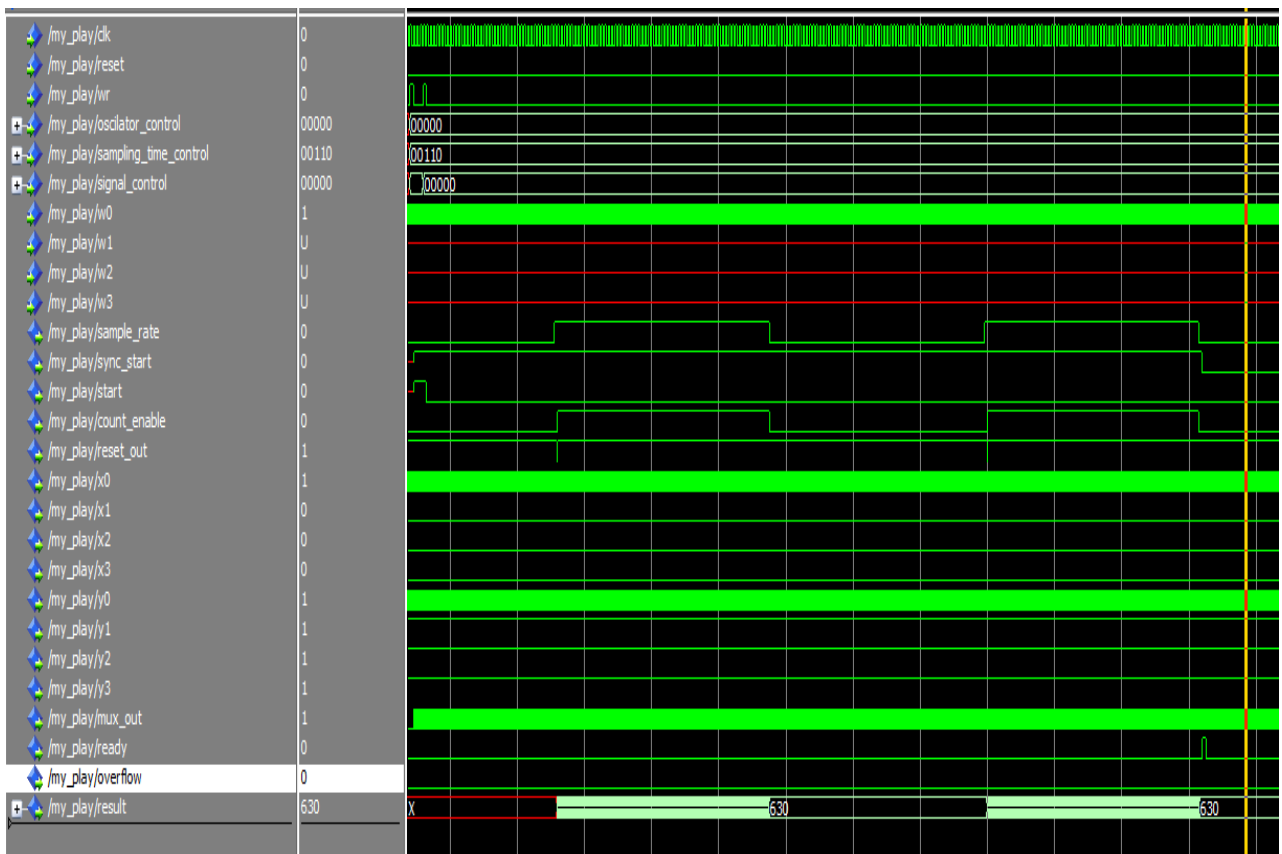 /my_play/clk 0
/my_play/reset 0
/my_play/wr 0
/my_play/oscilator_control 00000 00000
/my_play/sampling_time_control 00110 00110
/my_play/signal_control 00000 00000
/my_play/w0 1
/my_play/w1 U
/my_play/w2 U
/my_play/w3 U
/my_play/sample_rate 0
/my_play/sync_start 0
/my_play/start 0
/my_play/count_enable 0
/my_play/reset_out 1
/my_play/x0 1
/my_play/x1 0
/my_play/x2 0
/my_play/x3 0
/my_play/y0 1
/my_play/y1 1
/my_play/y2 1
/my_play/y3 1
/my_play/mux_out 1
/my_play/ready 0
/my_play/overflow 0
/my_play/result 630 X 630 630